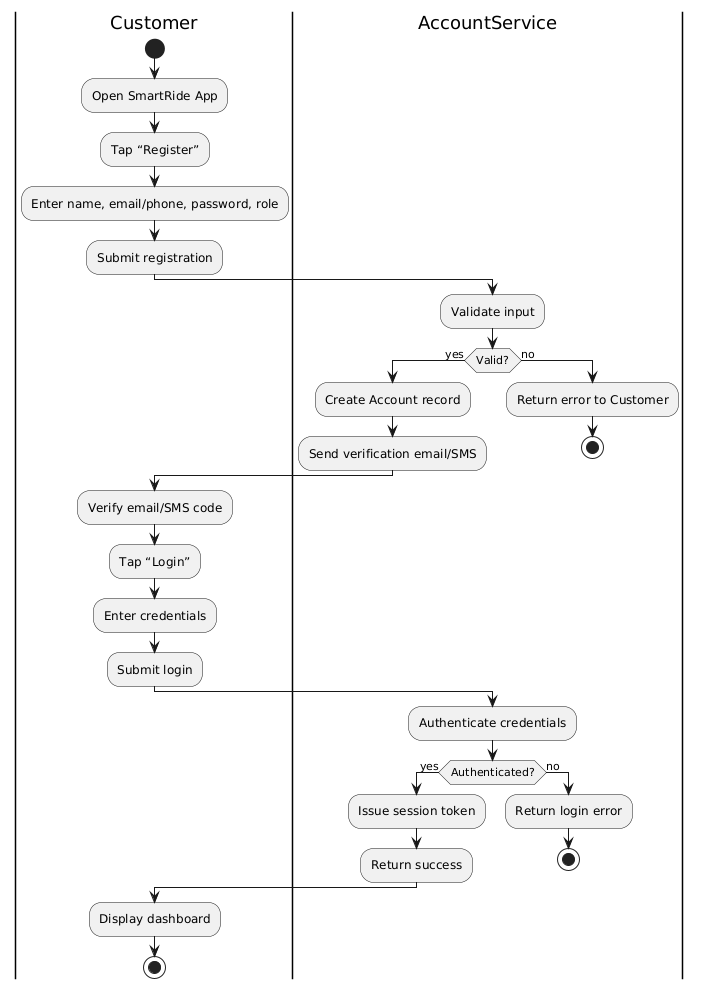 Customer
AccountService
Open SmartRide App
Tap “Register”
Enter name, email/phone, password, role
Submit registration
Validate input
Valid?
yes
no
Create Account record
Return error to Customer
Send verification email/SMS
Verify email/SMS code
Tap “Login”
Enter credentials
Submit login
Authenticate credentials
Authenticated?
yes
no
Issue session token
Return login error
Return success
Display dashboard